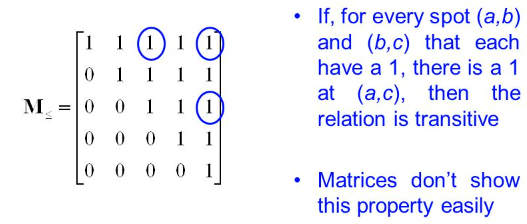 1 1 1 1 1
0 1 1 1 1
M≤ = 0 0 1 1 1
0 0 0 1 1
0 0 0 0 1
• If, for every spot (a,b)
and (b,c) that each
have a 1, there is a 1
at (a,c), then the
relation is transitive
• Matrices don't show
this property easily